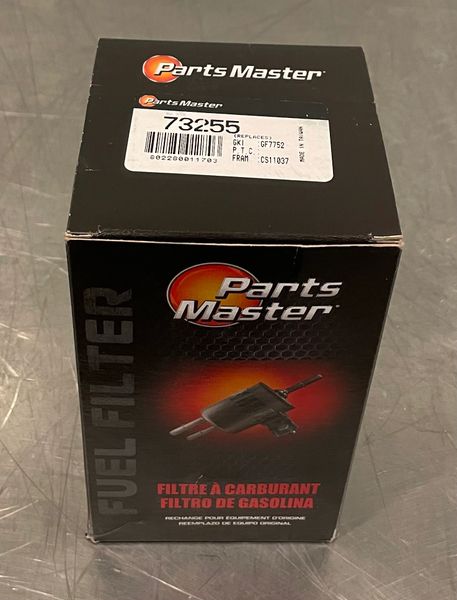 Parts Master
Parts Master
73255
(REPLACES)
GKI :GF7752
P.T.C.:
FRAM :CS11037
802280011703
MADE IN TAIWAN
Parts
Master
FUEL FILTER
FILTRE À CARBURANT
FILTRO DE GASOLINA
RECHANGE POUR ÉQUIPEMENT D'ORIGINE
REEMPLAZO DE EQUIPO ORIGINAL